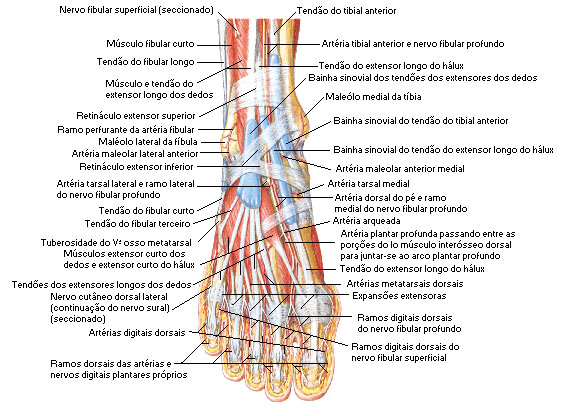 Nervo fibular superficial (seccionado)
Músculo fibular curto
Tendão do fibular longo
Músculo e tendão do
extensor longo dos dedos
Retináculo extensor superior
Ramo perfurante da artéria fibular
Maléolo lateral da fíbula
Artéria maleolar lateral anterior
Retináculo extensor inferior
Artéria tarsal lateral e ramo lateral
do nervo fibular profundo
Tendão do fibular curto
Tendão do fibular terceiro
Tuberosidade do Vº osso metatarsal
Músculos extensor curto dos
dedos e extensor curto do hálux
Tendões dos extensores longos dos dedos
Nervo cutâneo dorsal lateral
(continuação do nervo sural)
(seccionado)
Artérias digitais dorsais
Ramos dorsais das artérias e
nervos digitais plantares próprios
Tendão do tibial anterior
Artéria tibial anterior e nervo fibular profundo
Tendão do extensor longo do hálux
Bainha sinovial dos tendões dos extensores dos dedos
Maleólo medial da tíbia
Bainha sinovial do tendão do tibial anterior
Bainha sinovial do tendão do extensor longo do hálux
Artéria maleolar anterior medial
Artéria tarsal medial
Artéria dorsal do pé e ramo
medial do nervo fibular profundo
Artéria arqueada
Artéria plantar profunda passando entre as
porções do Io músculo interósseo dorsal
para juntar-se ao arco plantar profundo
Tendão do extensor longo do hálux
Artérias metatarsais dorsais
Expansões extensoras
Ramos digitais dorsais
do nervo fibular profundo
Ramos digitais dorsais do
nervo fibular superficial